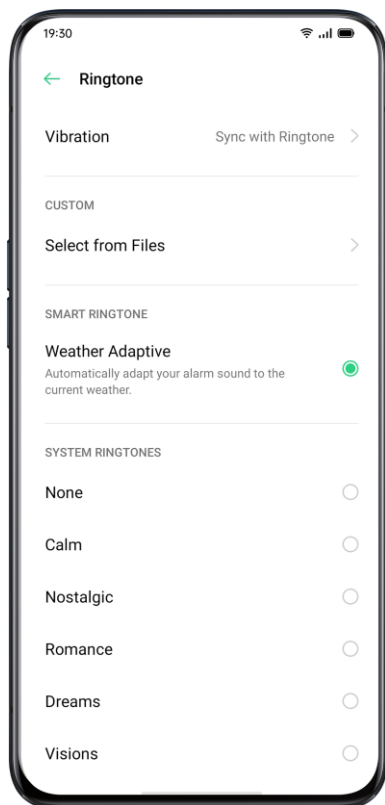 19:30
Ringtone
Vibration Sync with Ringtone
CUSTOM
Select from Files
SMART RINGTONE
Weather Adaptive
Automatically adapt your alarm sound to the
current weather.
SYSTEM RINGTONES
None
Calm
Nostalgic
Romance
Dreams
Visions